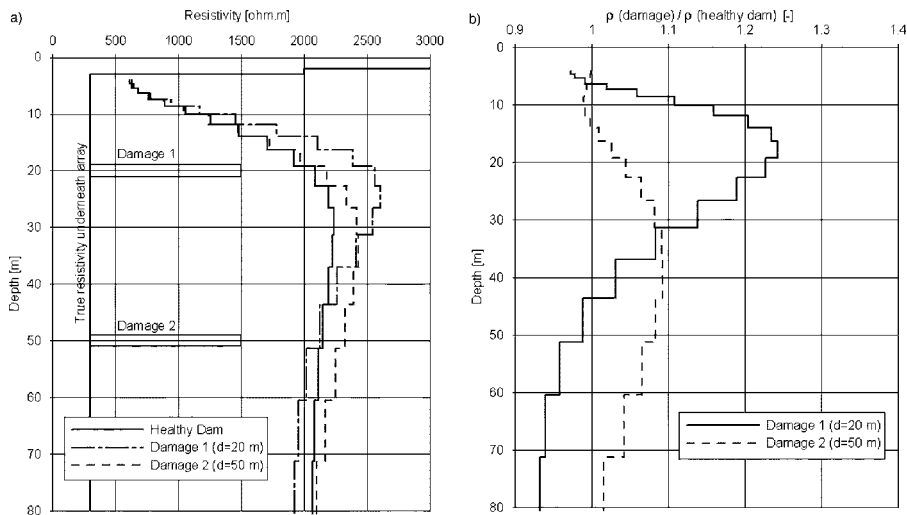 a)
Resistivity [ohm.m]
0 500 1000 1500 2000 2500 3000
0
10
20
30
40
50
60
70
80
Depth [m]
True resistivity underneath array
Damage 1
Damage 2
Healthy Dam
Damage 1 (d=20 m)
Damage 2 (d=50 m)
b)
ρ (damage) / ρ (healthy dam) [-]
0.9 1 1.1 1.2 1.3 1.4
0
10
20
30
40
50
60
70
80
Depth [m]
Damage 1 (d=20 m)
Damage 2 (d=50 m)